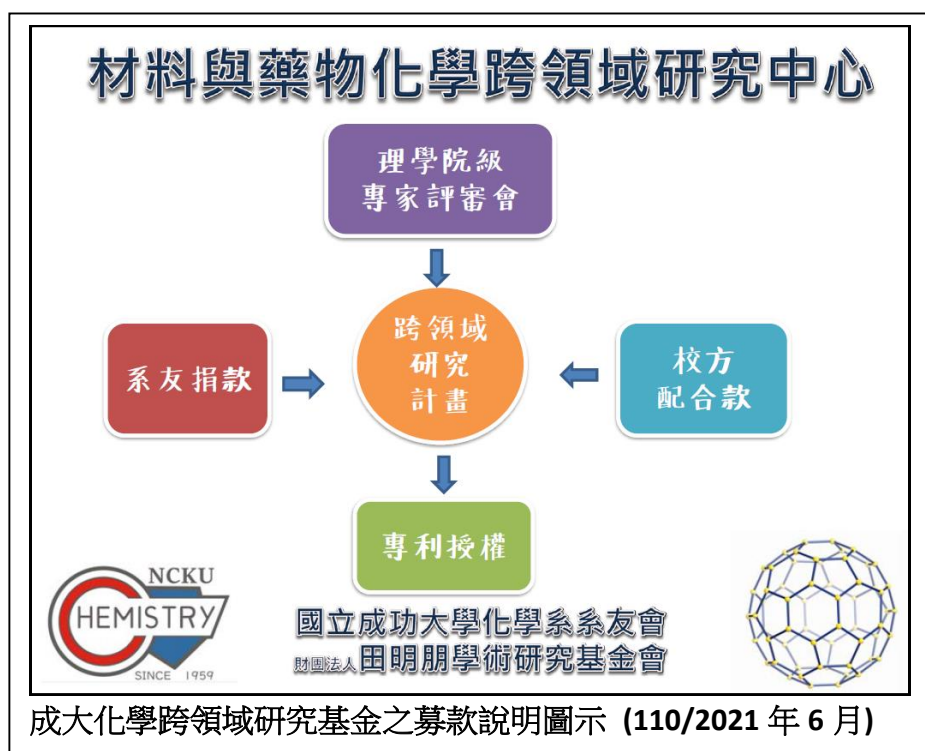 材料與藥物化學跨領域研究中心
理學院級
專家評審會
系友捐款
跨領域
研究
計畫
校方
配合款
專利授權
NCKU
CHEMISTRY
SINCE 1959
國立成功大學化學系系友會
財團法人田明朋學術研究基金會
成大化學跨領域研究基金之募款說明圖示 (110/2021 年 6 月)